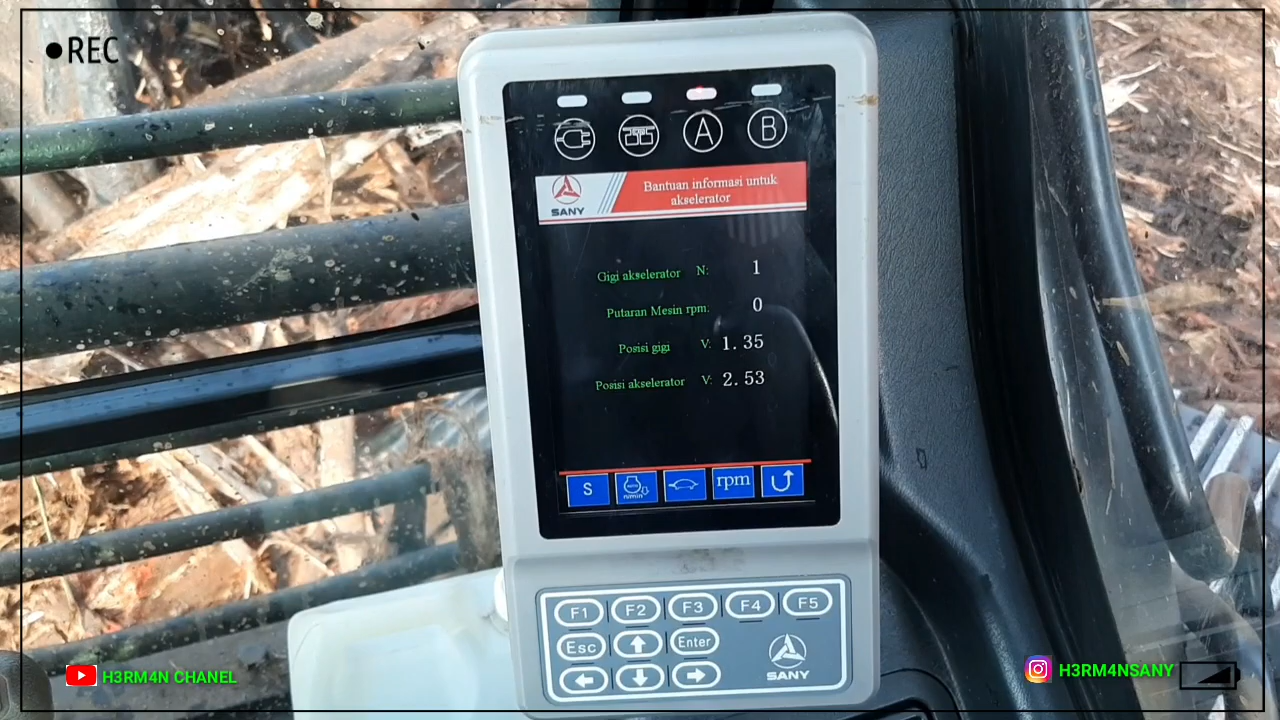 REC
A B
SANY
Bantuan informasi untuk
akselerator
Gigi akselerator N: 1
Putaran Mesin rpm. 0
Posisi gigi V: 1.35
Posisi akselerator V: 2.53
S rpm
F1 F2 F3 F4 F5
Esc Enter
SANY
H3RM4N CHANEL
H3RM4NSANY